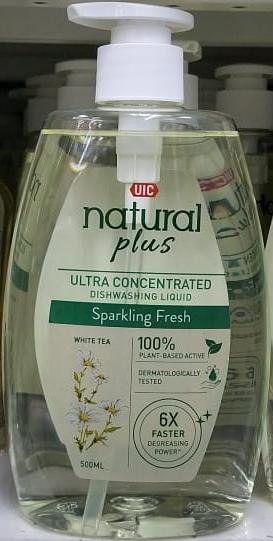 UIC
natural
plus
ULTRA CONCENTRATED
DISHWASHING LIQUID
Sparkling Fresh
WHITE TEA
100%
PLANT-BASED ACTIVE
DERMATOLOGICALLY
TESTED
6X
FASTER
DEGREASING
POWER^
500ML